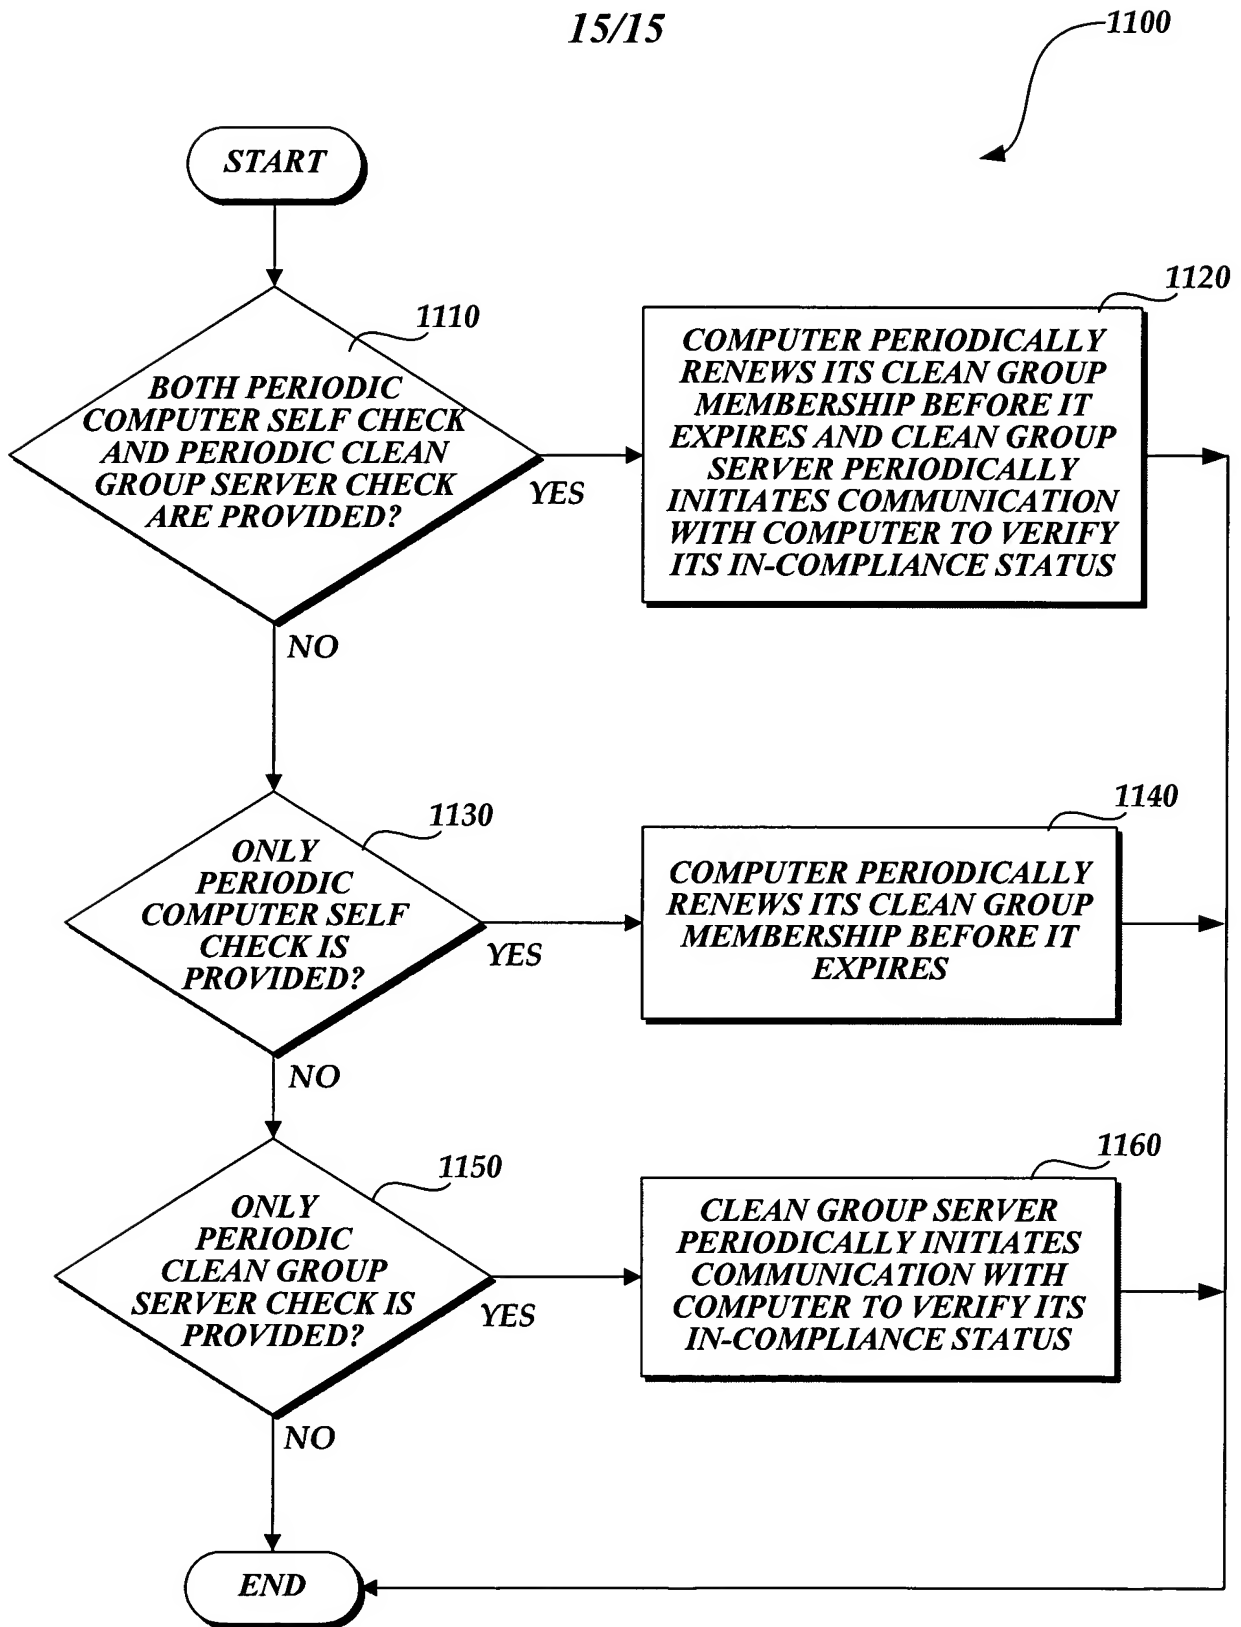 15/15
1100
START
1110
BOTH PERIODIC
COMPUTER SELF CHECK
AND PERIODIC CLEAN
GROUP SERVER CHECK
ARE PROVIDED?
YES
NO
1120
COMPUTER PERIODICALLY
RENEWS ITS CLEAN GROUP
MEMBERSHIP BEFORE IT
EXPIRES AND CLEAN GROUP
SERVER PERIODICALLY
INITIATES COMMUNICATION
WITH COMPUTER TO VERIFY
ITS IN-COMPLIANCE STATUS
1130
ONLY
PERIODIC
COMPUTER SELF
CHECK IS
PROVIDED?
YES
NO
1140
COMPUTER PERIODICALLY
RENEWS ITS CLEAN GROUP
MEMBERSHIP BEFORE IT
EXPIRES
1150
ONLY
PERIODIC
CLEAN GROUP
SERVER CHECK IS
PROVIDED?
YES
NO
1160
CLEAN GROUP SERVER
PERIODICALLY INITIATES
COMMUNICATION WITH
COMPUTER TO VERIFY ITS
IN-COMPLIANCE STATUS
END